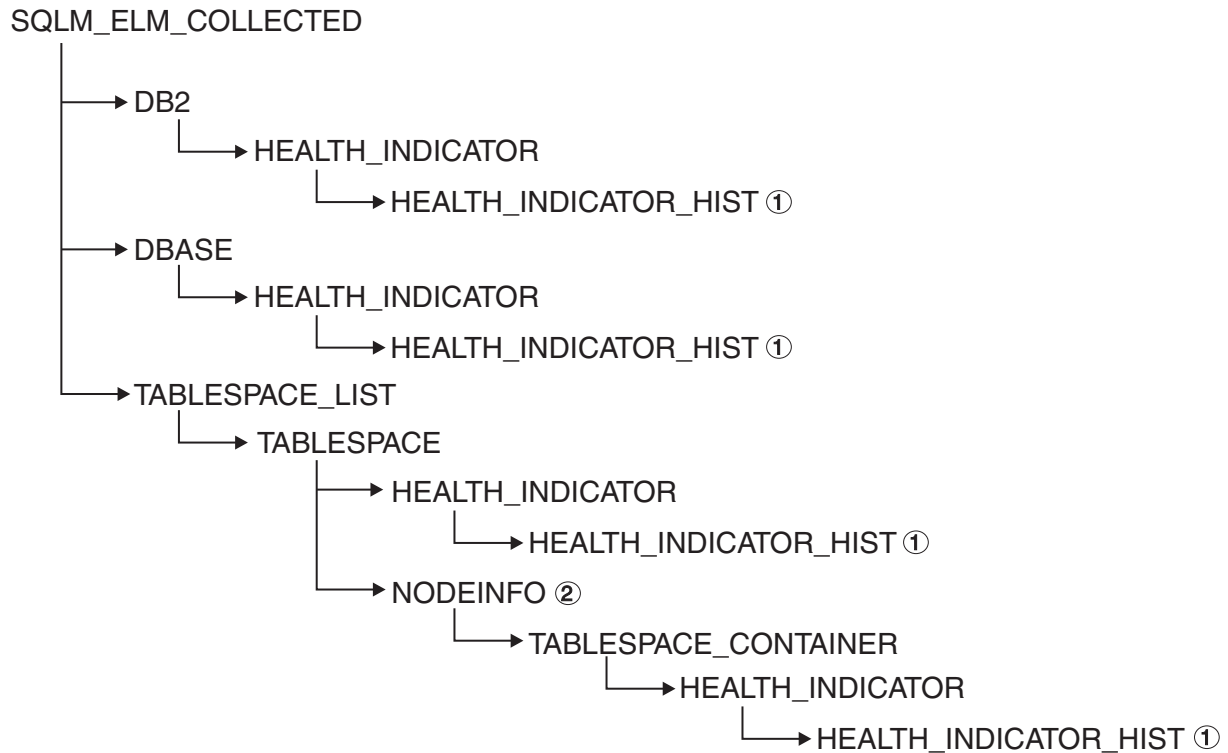 SQLM_ELM_COLLECTED
DB2
HEALTH_INDICATOR
HEALTH_INDICATOR_HIST ①
DBASE
HEALTH_INDICATOR
HEALTH_INDICATOR_HIST ①
TABLESPACE_LIST
TABLESPACE
HEALTH_INDICATOR
HEALTH_INDICATOR_HIST ①
NODEINFO ②
TABLESPACE_CONTAINER
HEALTH_INDICATOR
HEALTH_INDICATOR_HIST ①